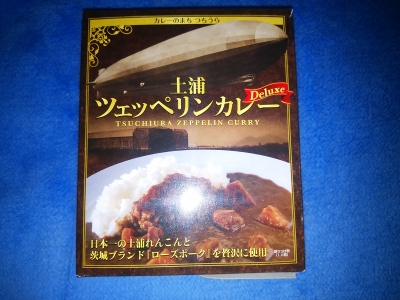 カレーのまち つちうら
土浦
ツェッペリンカレー
Deluxe
TSUCHIURA ZEPPELIN CURRY
日本一の土浦れんこんと
茨城ブランド「ローズポーク」を贅沢に使用